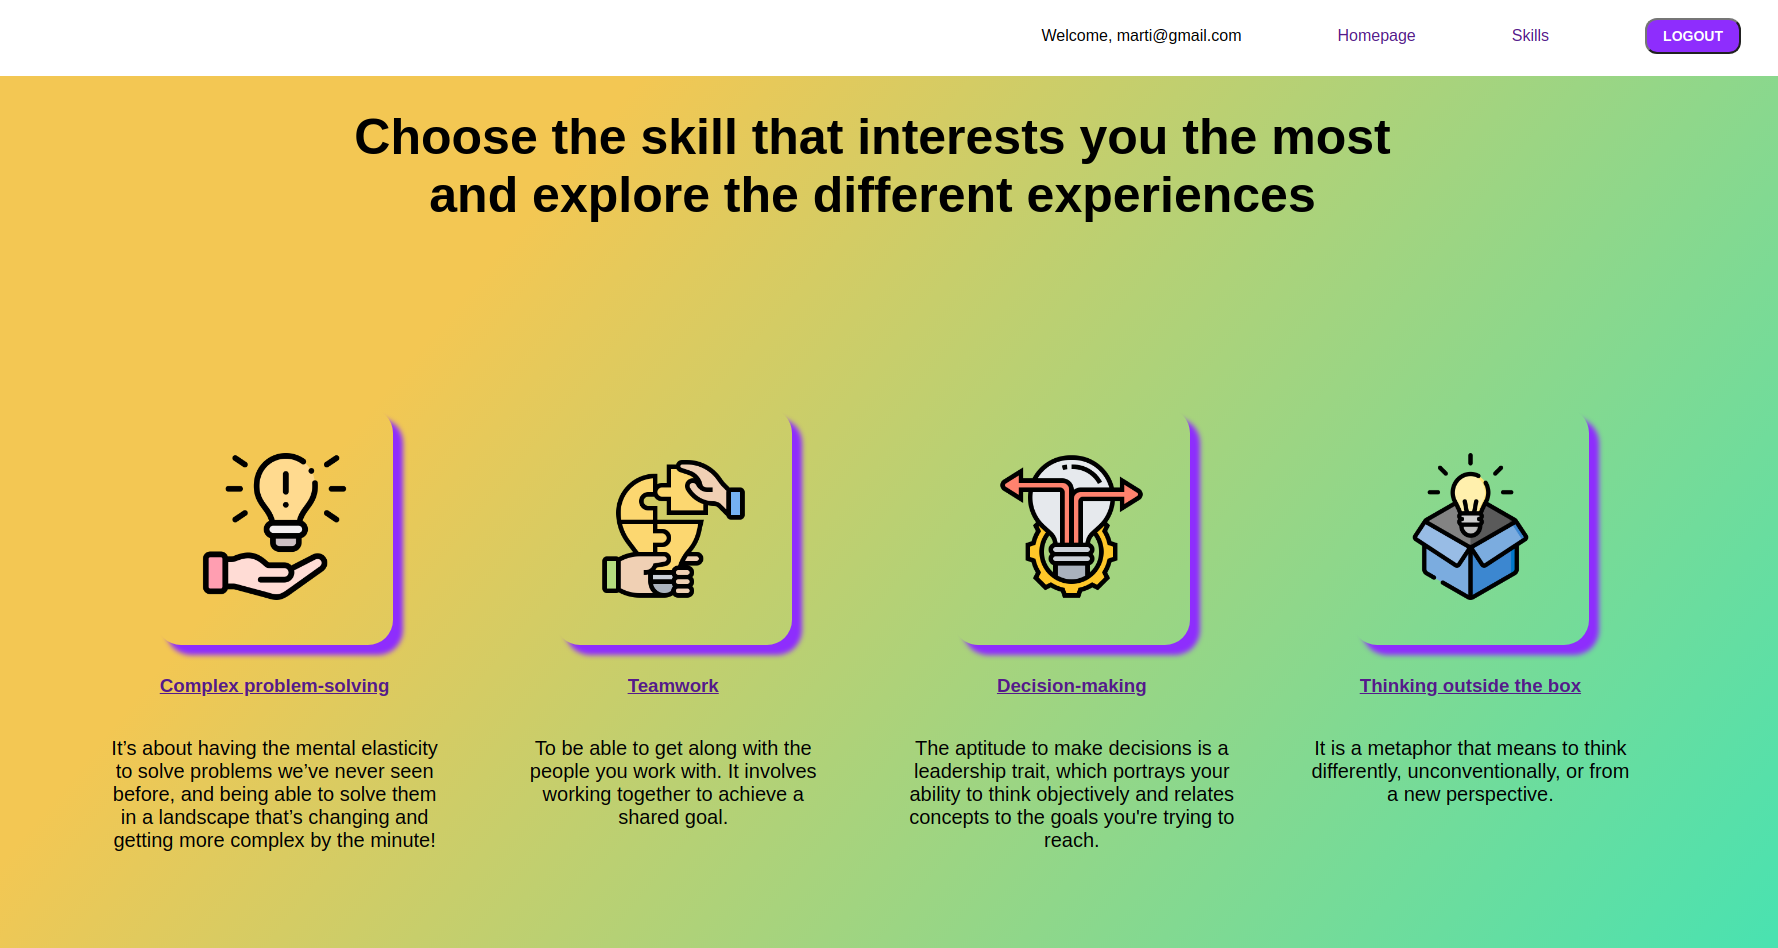 Welcome, marti@gmail.com
Homepage
Skills
LOGOUT
Choose the skill that interests you the most
and explore the different experiences
Complex problem-solving
It’s about having the mental elasticity
to solve problems we’ve never seen
before, and being able to solve them
in a landscape that’s changing and
getting more complex by the minute!
Teamwork
To be able to get along with the
people you work with. It involves
working together to achieve a
shared goal.
Decision-making
The aptitude to make decisions is a
leadership trait, which portrays your
ability to think objectively and relates
concepts to the goals you're trying to
reach.
Thinking outside the box
It is a metaphor that means to think
differently, unconventionally, or from
a new perspective.